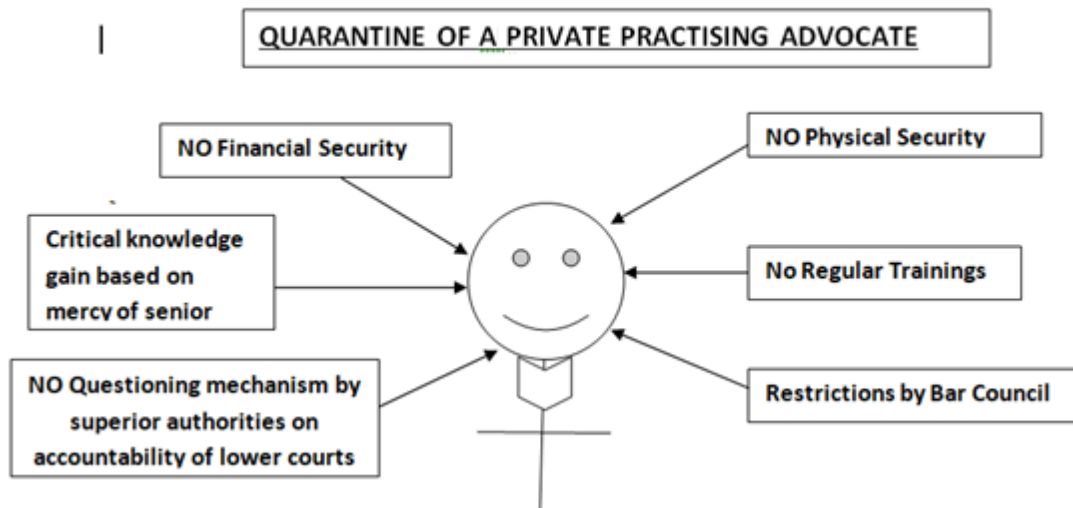 QUARANTINE OF A PRIVATE PRACTISING ADVOCATE
NO Financial Security
NO Physical Security
Critical knowledge
gain based on
mercy of senior
No Regular Trainings
NO Questioning mechanism by
superior authorities on
accountability of lower courts
Restrictions by Bar Council